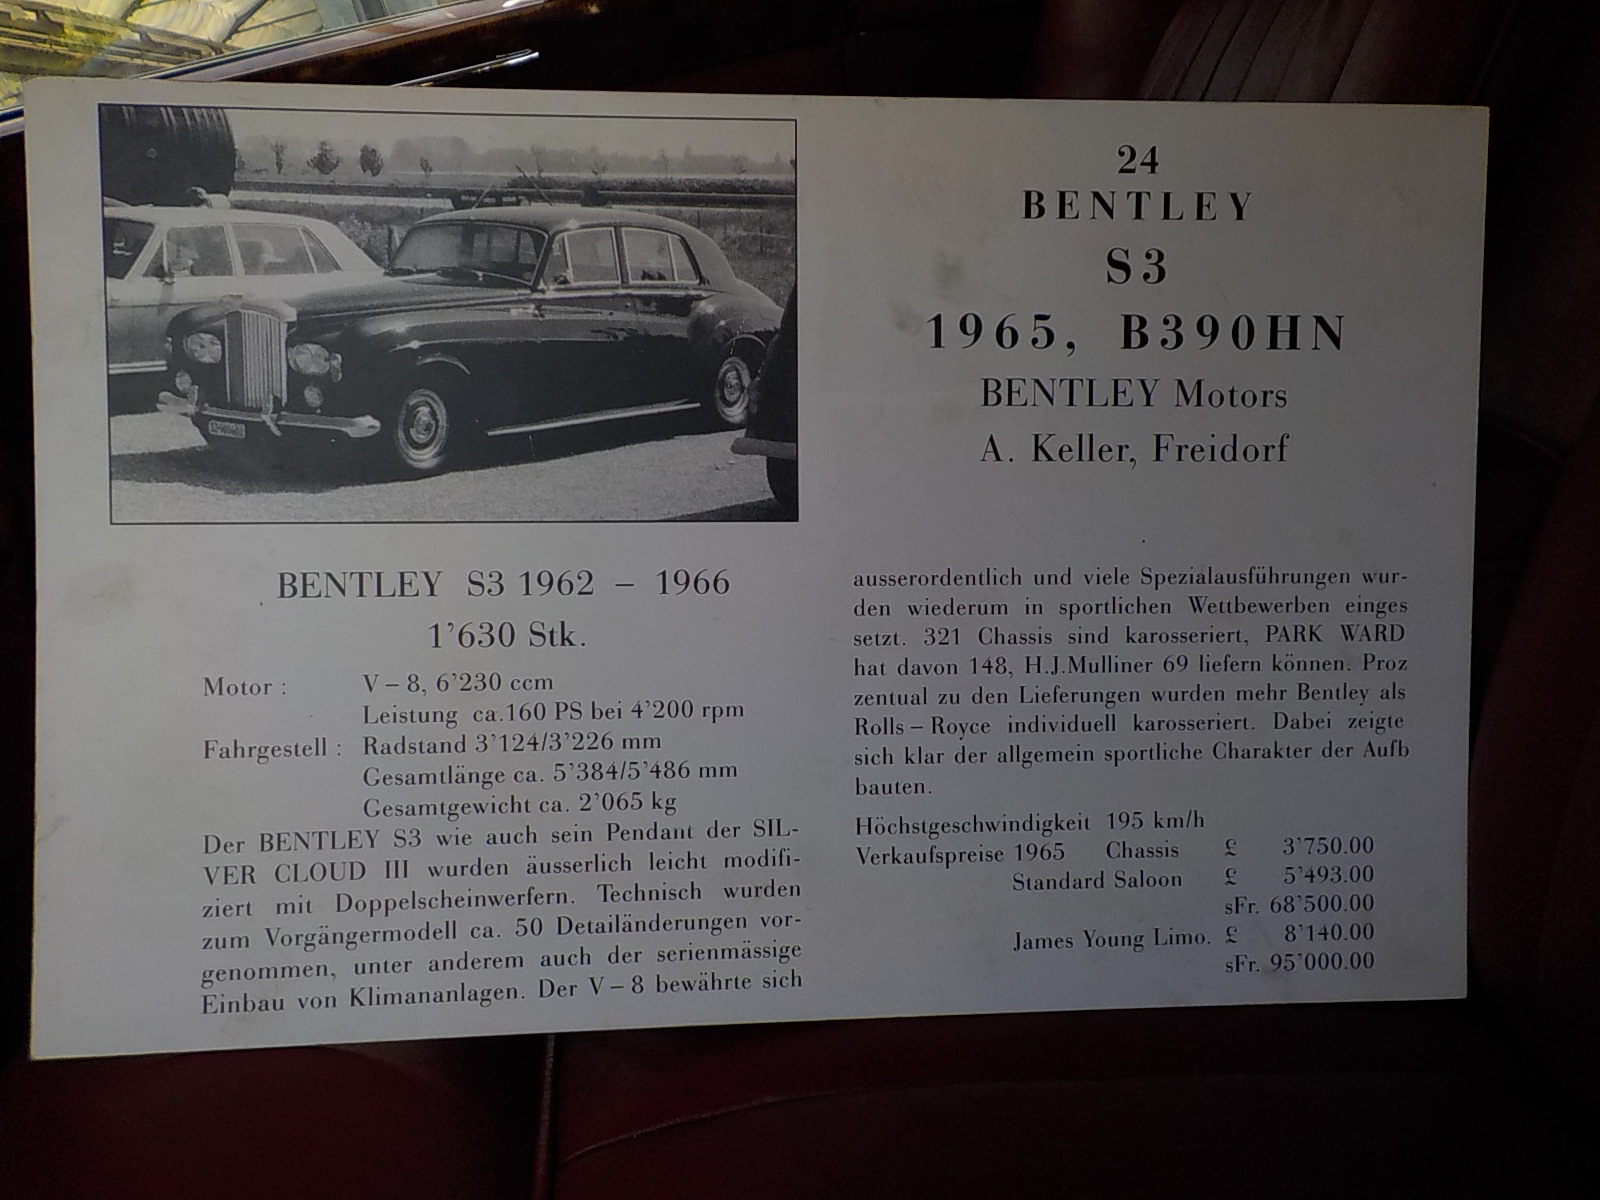 24
BENTLEY
S3
1965, B390HN
BENTLEY Motors
A. Keller, Freidorf
BENTLEY S3 1962 – 1966
1'630 Stk.
Motor : V – 8, 6'230 ccm
Leistung ca.160 PS bei 4'200 rpm
Fahrgestell : Radstand 3'124/3'226 mm
Gesamtlänge ca. 5'384/5'486 mm
Gesamtgewicht ca. 2'065 kg
Der BENTLEY S3 wie auch sein Pendant der SIL-
VER CLOUD III wurden äusserlich leicht modifi-
ziert mit Doppelscheinwerfern. Technisch wurden
zum Vorgängermodell ca. 50 Detailänderungen vor-
genommen, unter anderem auch der serienmässige
Einbau von Klimananlagen. Der V – 8 bewährte sich
ausserordentlich und viele Spezialausführungen wur-
den wiederum in sportlichen Wettbewerben einges
setzt. 321 Chassis sind karosseriert, PARK WARD
hat davon 148, H.J.Mulliner 69 liefern können. Proz
zentual zu den Lieferungen wurden mehr Bentley als
Rolls – Royce individuell karosseriert. Dabei zeigte
sich klar der allgemein sportliche Charakter der Aufb
bauten.
Höchstgeschwindigkeit 195 km/h
Verkaufspreise 1965 Chassis £ 3'750.00
Standard Saloon £ 5'493.00
sFr. 68'500.00
James Young Limo. £ 8'140.00
sFr. 95'000.00